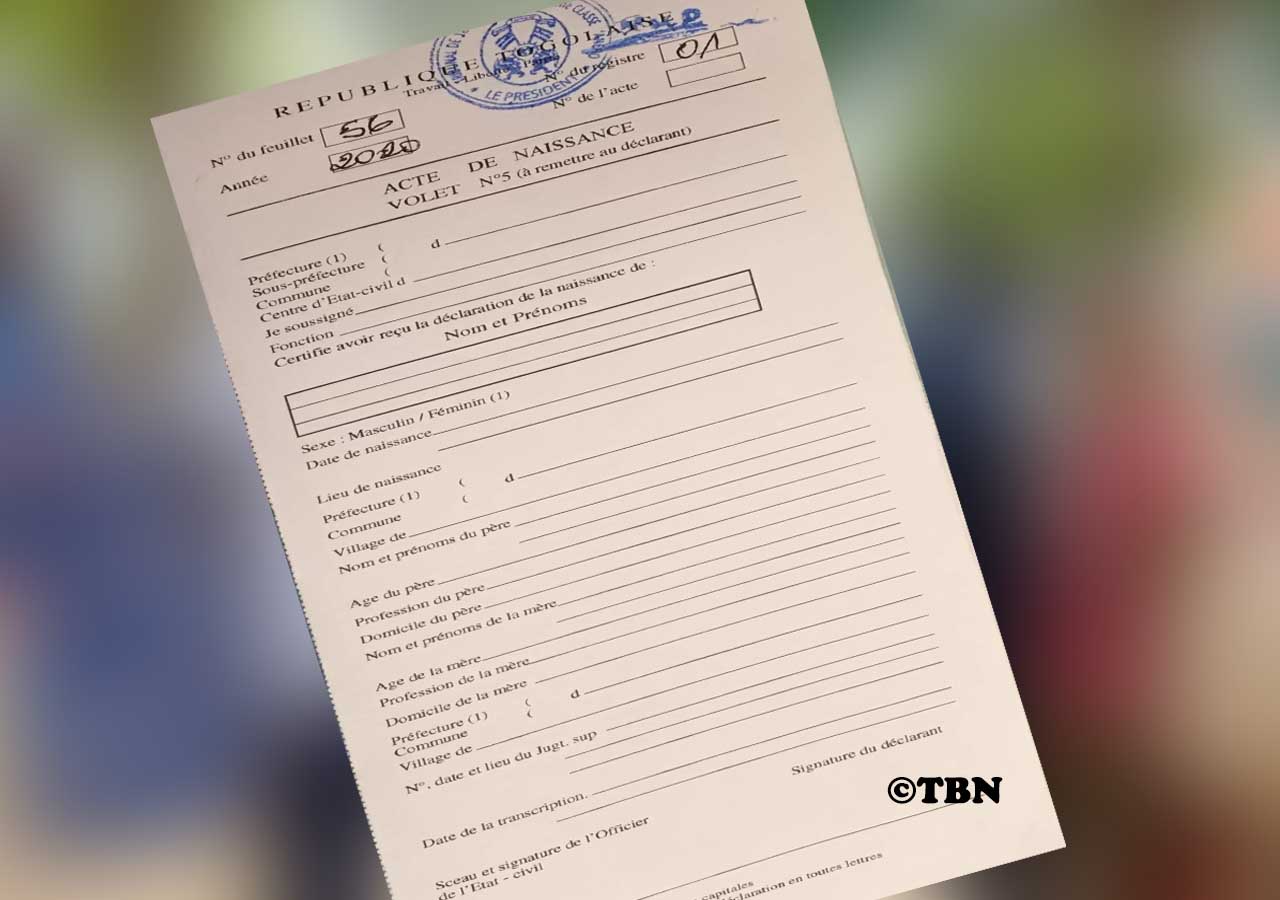 REPUBLIQUE TOGOLAISE
Travail - Liberté - Patrie
LE PRESIDENT
N° du feuillet 56
N° du registre 01
Année
N° de l'acte
ACTE DE NAISSANCE
VOLET N°5 (à remettre au déclarant)
Préfecture (1) ( d
Sous-préfecture (
Commune (
Centre d'Etat-civil d
Je soussigné
Fonction
Certifie avoir reçu la déclaration de la naissance de :
Nom et Prénoms
Sexe : Masculin / Féminin (1)
Date de naissance
Lieu de naissance
Préfecture (1) ( d
Commune (
Village de
Nom et prénoms du père
Age du père
Profession du père
Domicile du père
Nom et prénoms de la mère
Age de la mère
Profession de la mère
Domicile de la mère
Préfecture (1) ( d
Commune (
Village de
N°, date et lieu du Jugt. sup
Date de la transcription.
Signature du déclarant
Sceau et signature de l'Officier
de l'Etat - civil
capitales
déclaration en toutes lettres
©TBN